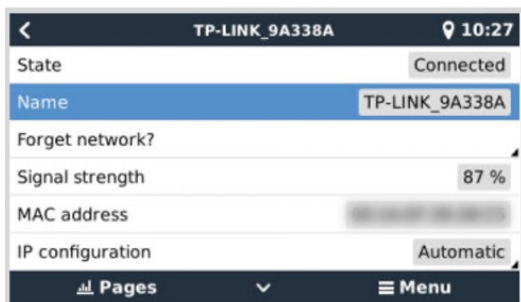 TP-LINK_9A338A 10:27
State Connected
Name TP-LINK_9A338A
Forget network?
Signal strength 87 %
MAC address
IP configuration Automatic
Pages Menu